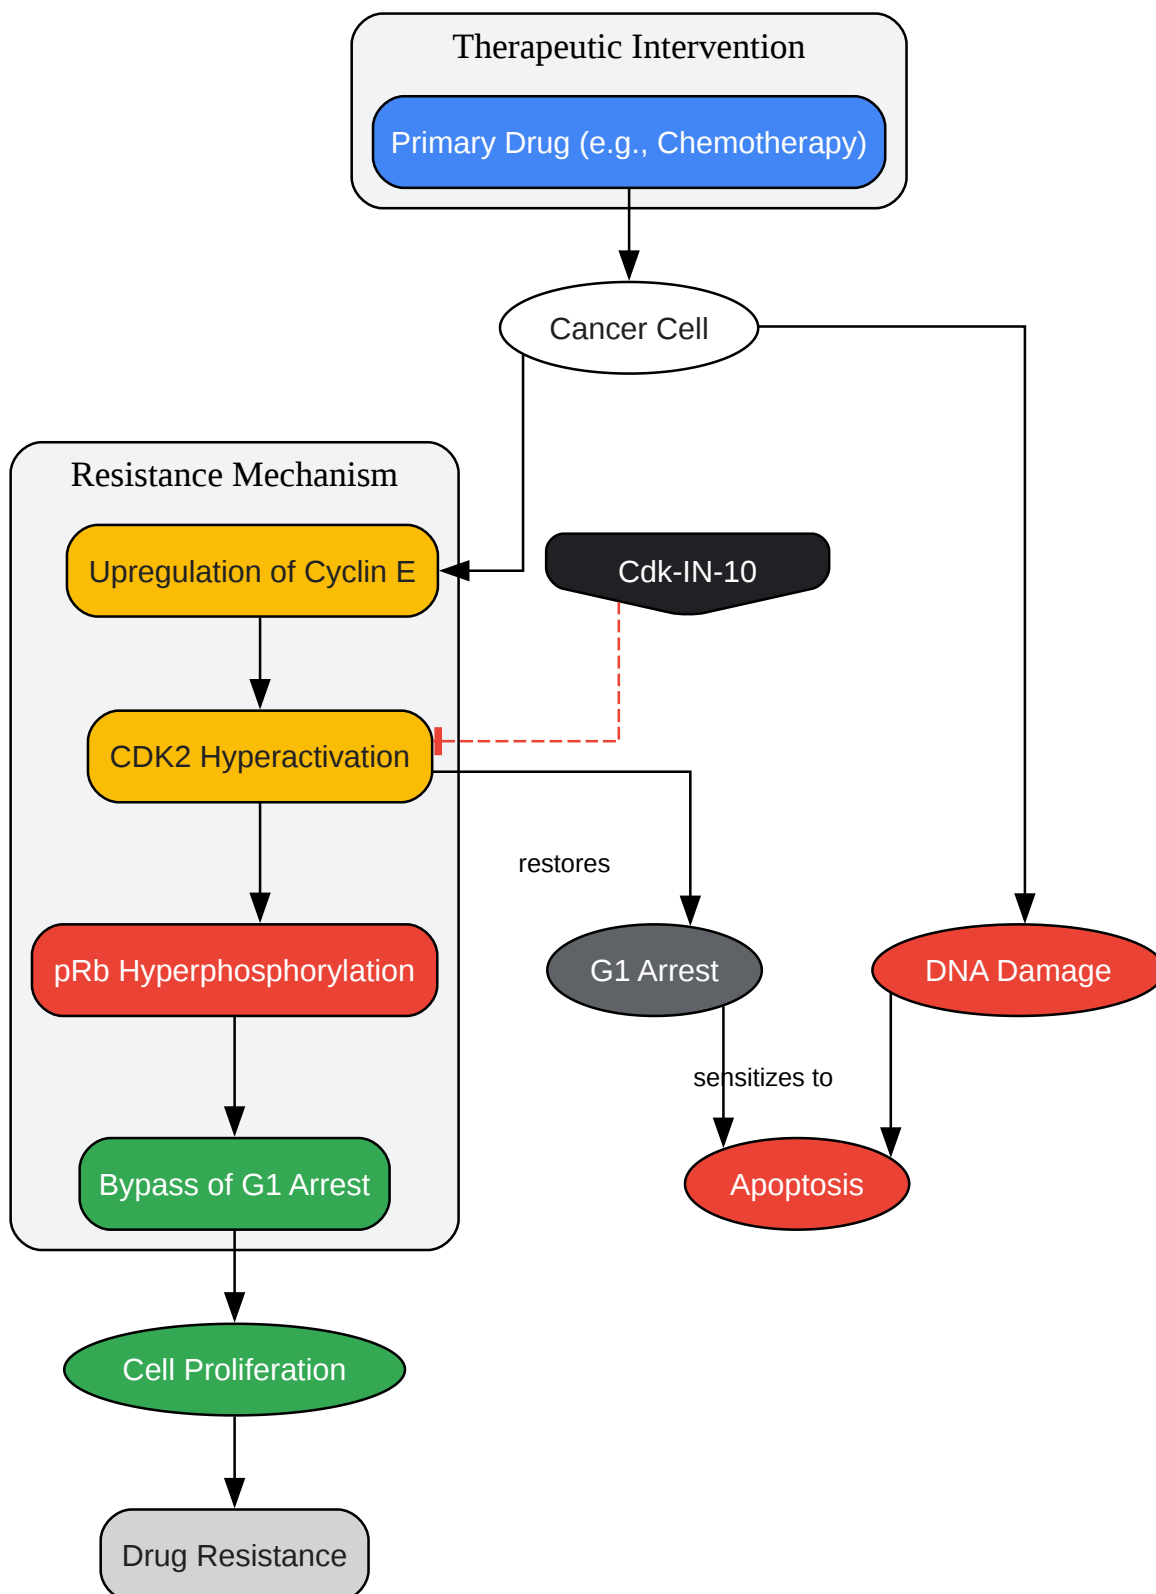 Therapeutic Intervention
Primary Drug (e.g., Chemotherapy)
Cancer Cell
Resistance Mechanism
Upregulation of Cyclin E
Cdk-IN-10
CDK2 Hyperactivation
restores
pRb Hyperphosphorylation
G1 Arrest
DNA Damage
sensitizes to
Bypass of G1 Arrest
Apoptosis
Cell Proliferation
Drug Resistance